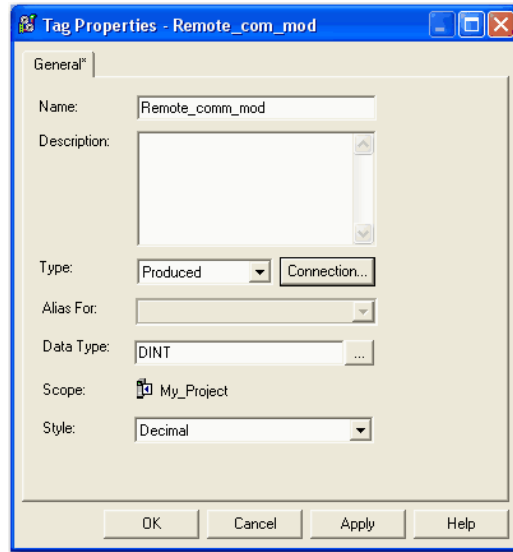 Tag Properties - Remote_com_mod
General*
Name: Remote_comm_mod
Description:
Type: Produced Connection...
Alias For:
Data Type: DINT ...
Scope: My_Project
Style: Decimal
OK Cancel Apply Help